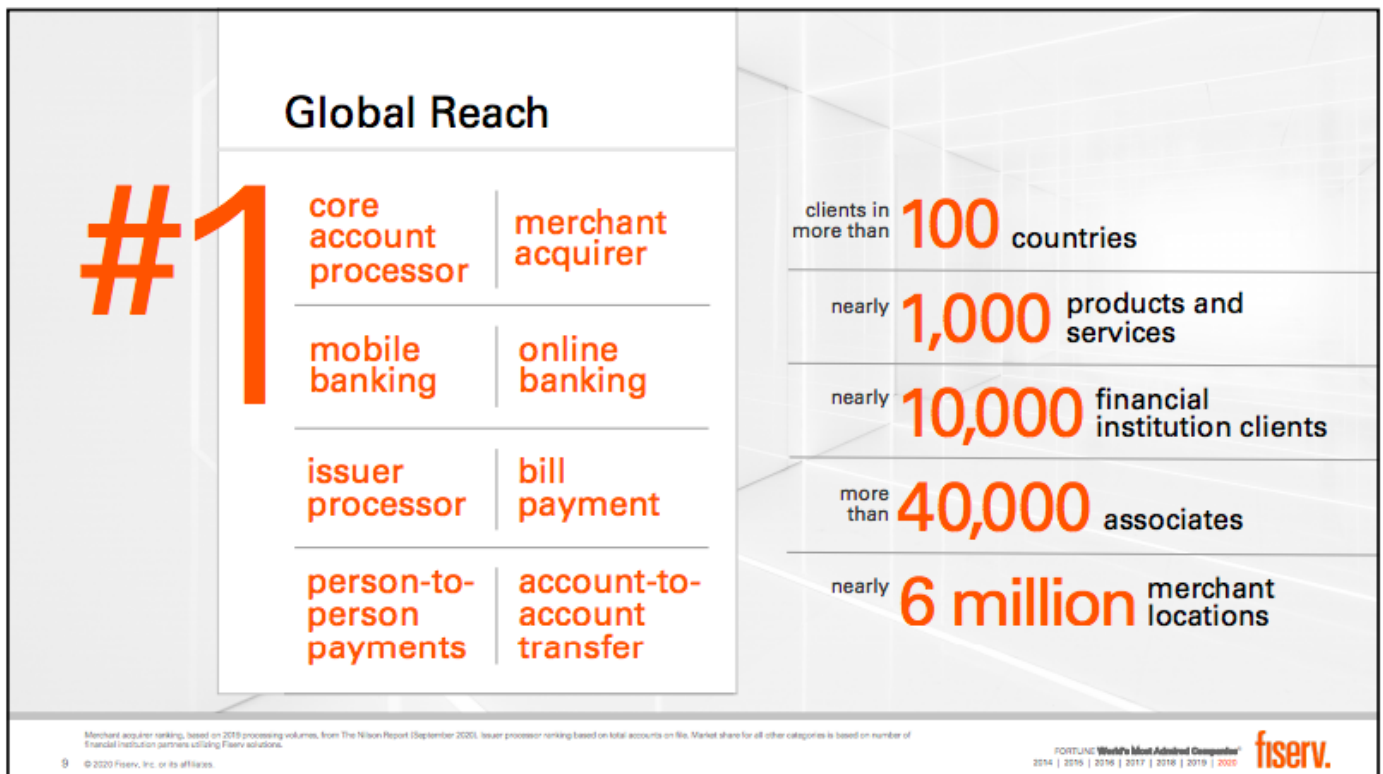 Global Reach
#1
core
account
processor
merchant
acquirer
mobile
banking
online
banking
issuer
processor
bill
payment
person-to-
person
payments
account-to-
account
transfer
clients in
more than
100 countries
nearly
1,000
products and
services
nearly
10,000
financial
institution clients
more
than
40,000 associates
nearly
6 million
merchant
locations
Merchant acquirer ranking, based on 2019 processing volumes, from The Nilson Report (September 2020). Issuer processor ranking based on total accounts on file. Market share for all other categories is based on number of
financial institution partners utilizing Fiserv solutions.
9 © 2020 Fiserv, Inc. or its affiliates.
FORTUNE World's Most Admired Companies®
2014 | 2015 | 2016 | 2017 | 2018 | 2019 | 2020
fiserv.